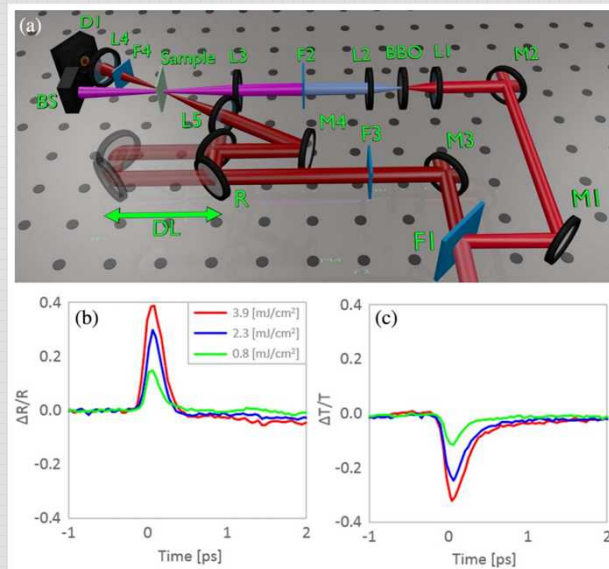 (a)
D1
L4
F4
Sample
L3
F2
L2
BBO
L1
M2
BS
L5
M4
F3
M3
R
DL
M1
F1
(b)
3.9 [mJ/cm²]
2.3 [mJ/cm²]
0.8 [mJ/cm²]
ΔR/R
0.4
0.2
0.0
-0.2
-0.4
-1
0
1
2
Time [ps]
(c)
ΔT/T
0.4
0.2
0.0
-0.2
-0.4
-1
0
1
2
Time [ps]